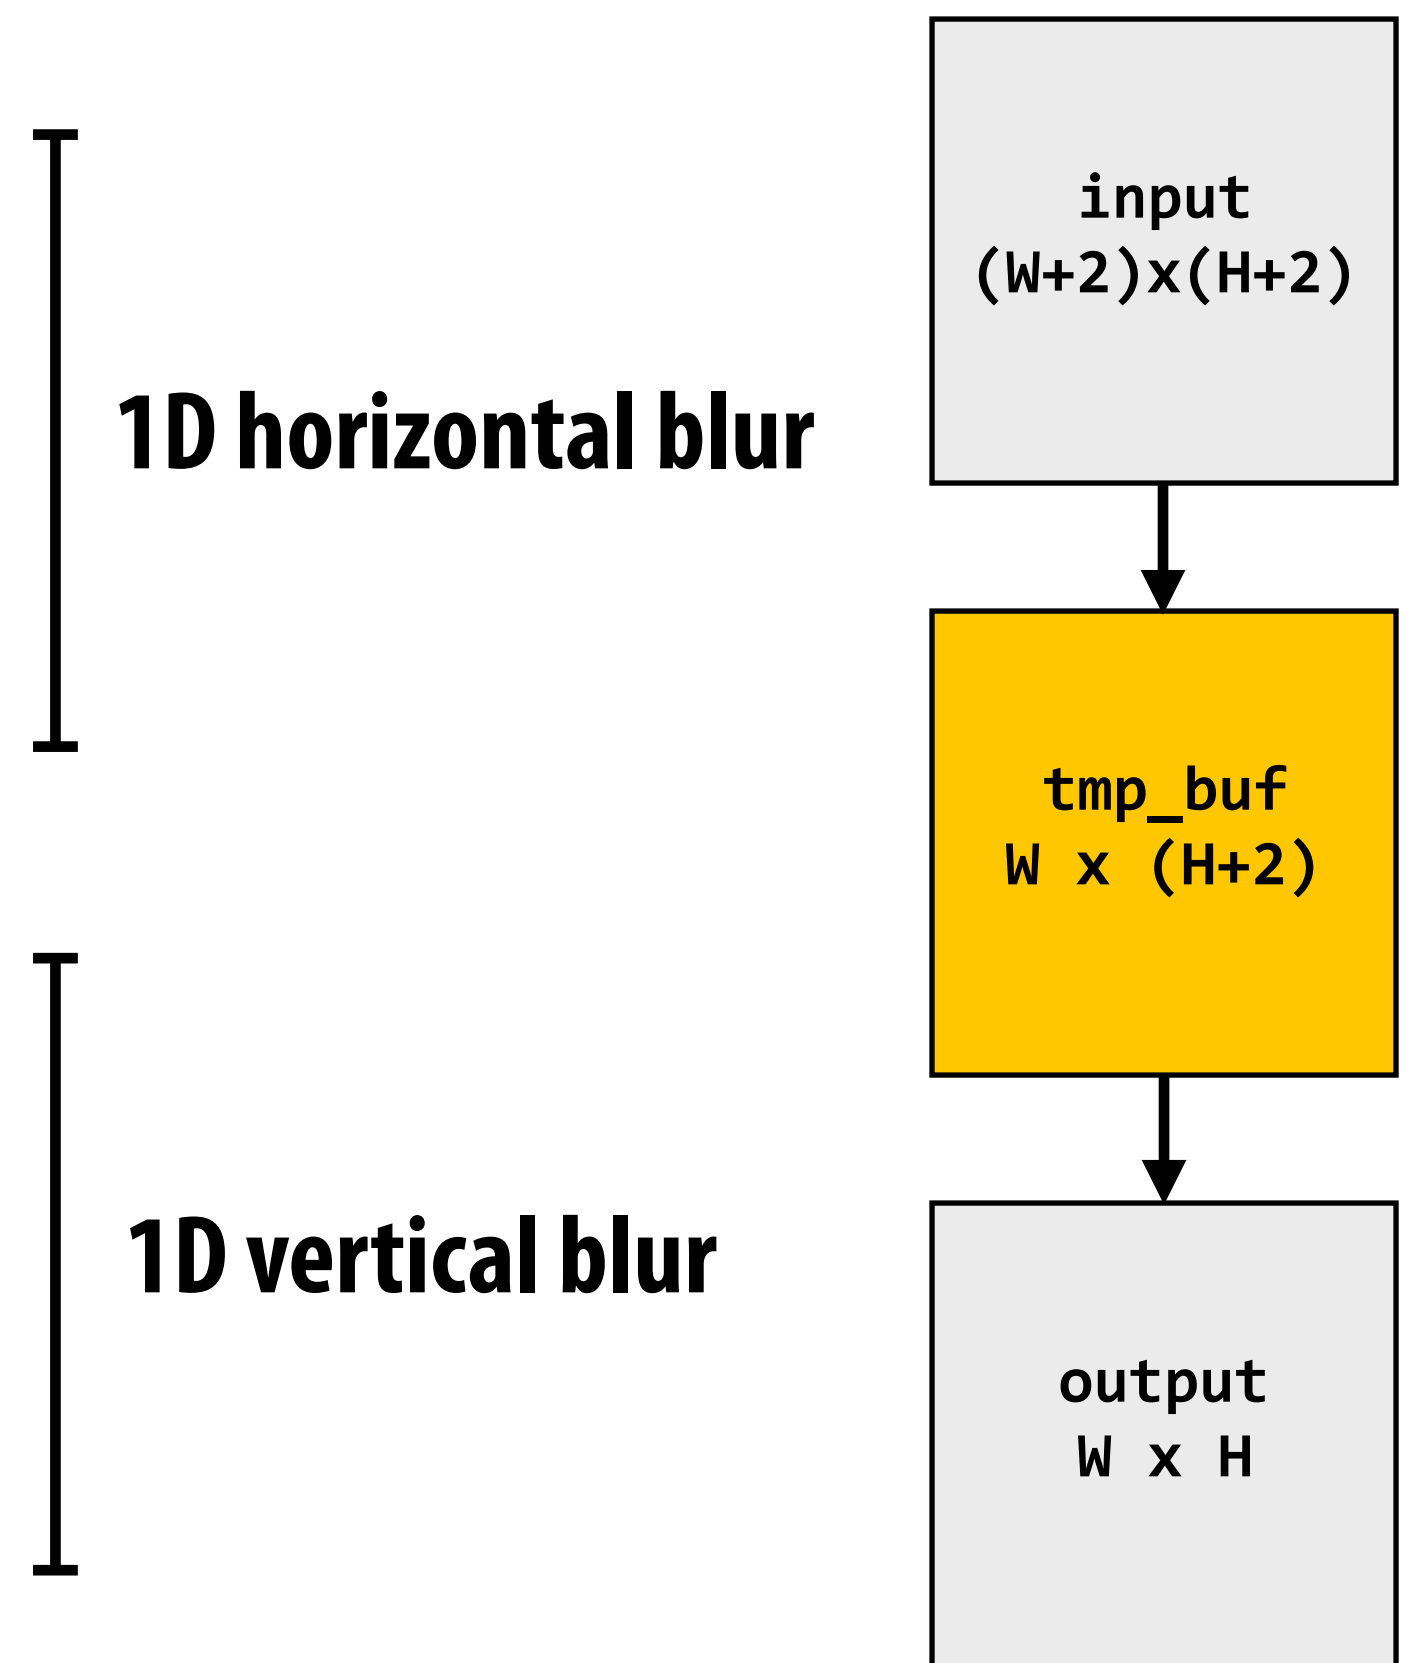 input
(W+2)x(H+2)
1D horizontal blur
tmp_buf
W x (H+2)
1D vertical blur
output
W x H